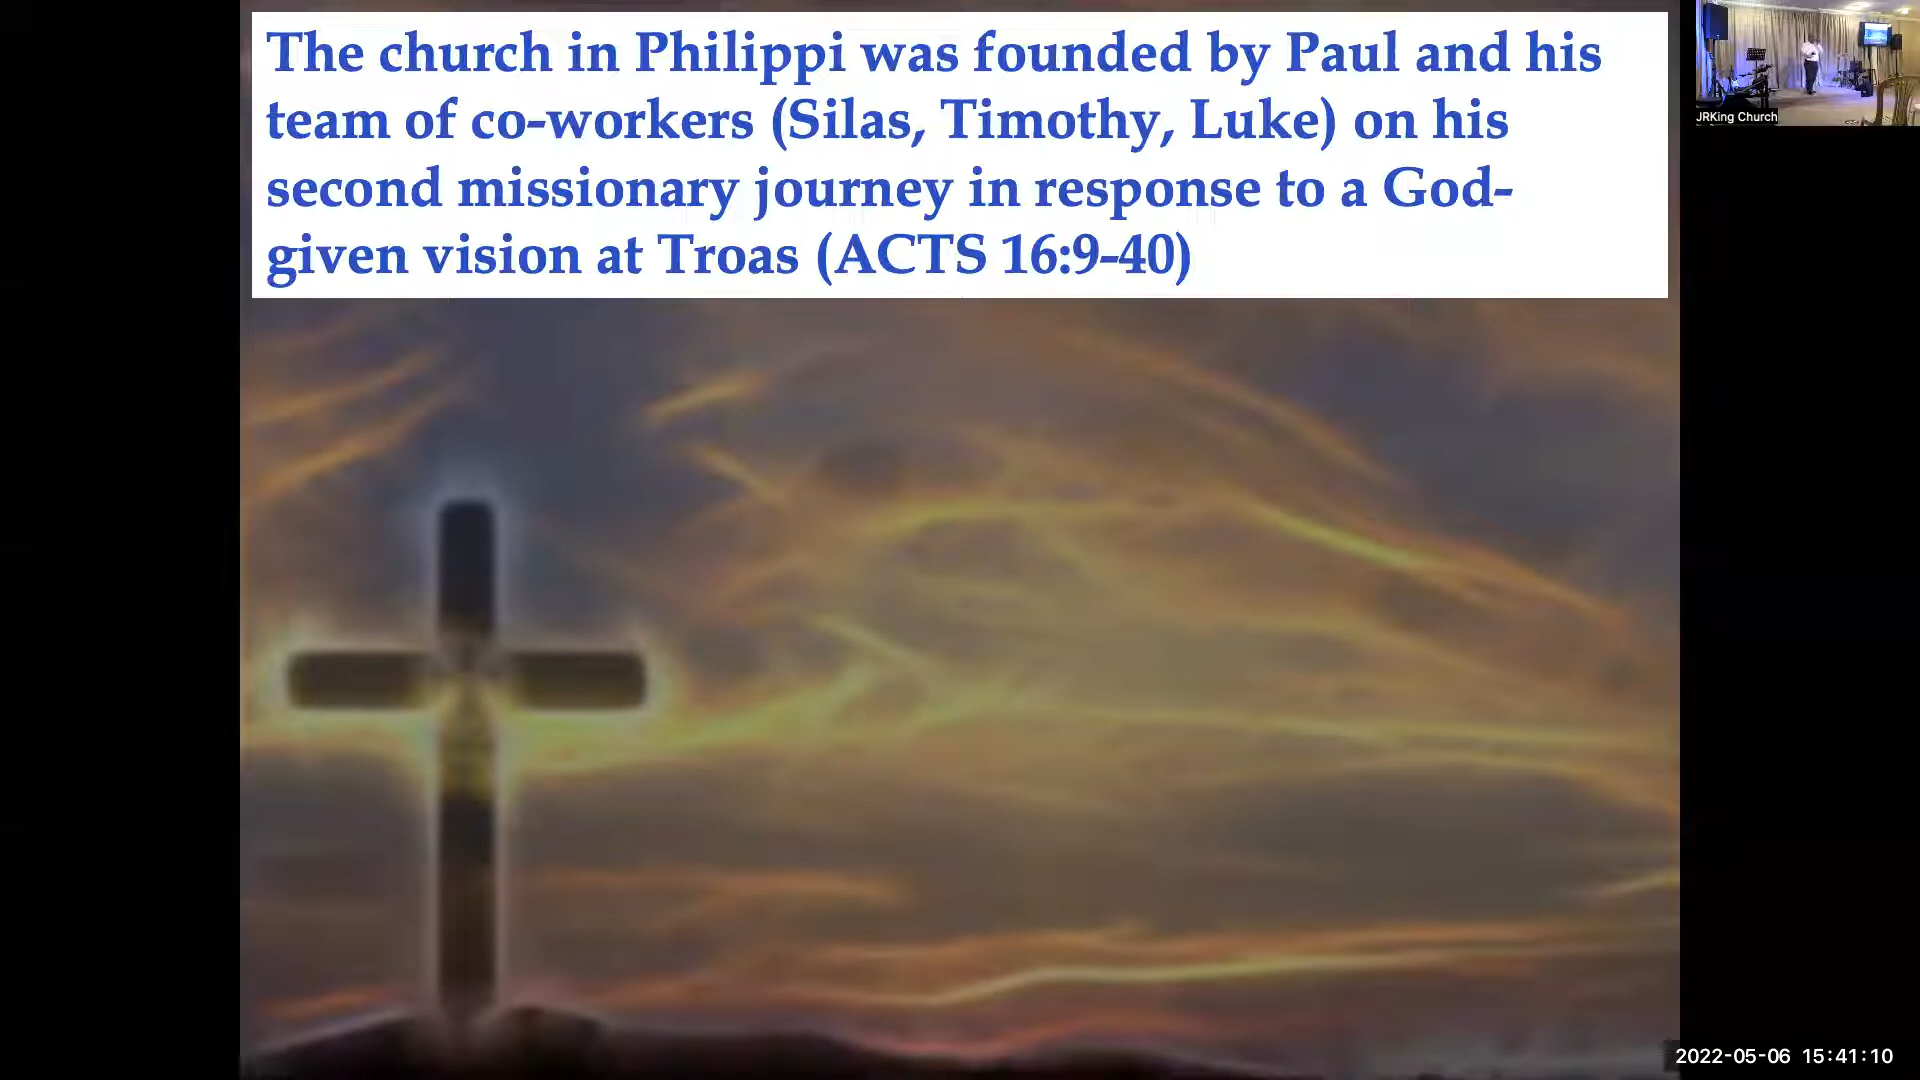 The church in Philippi was founded by Paul and his
team of co-workers (Silas, Timothy, Luke) on his
second missionary journey in response to a God-
given vision at Troas (ACTS 16:9-40)
JRKing Church
2022-05-06 15:41:10